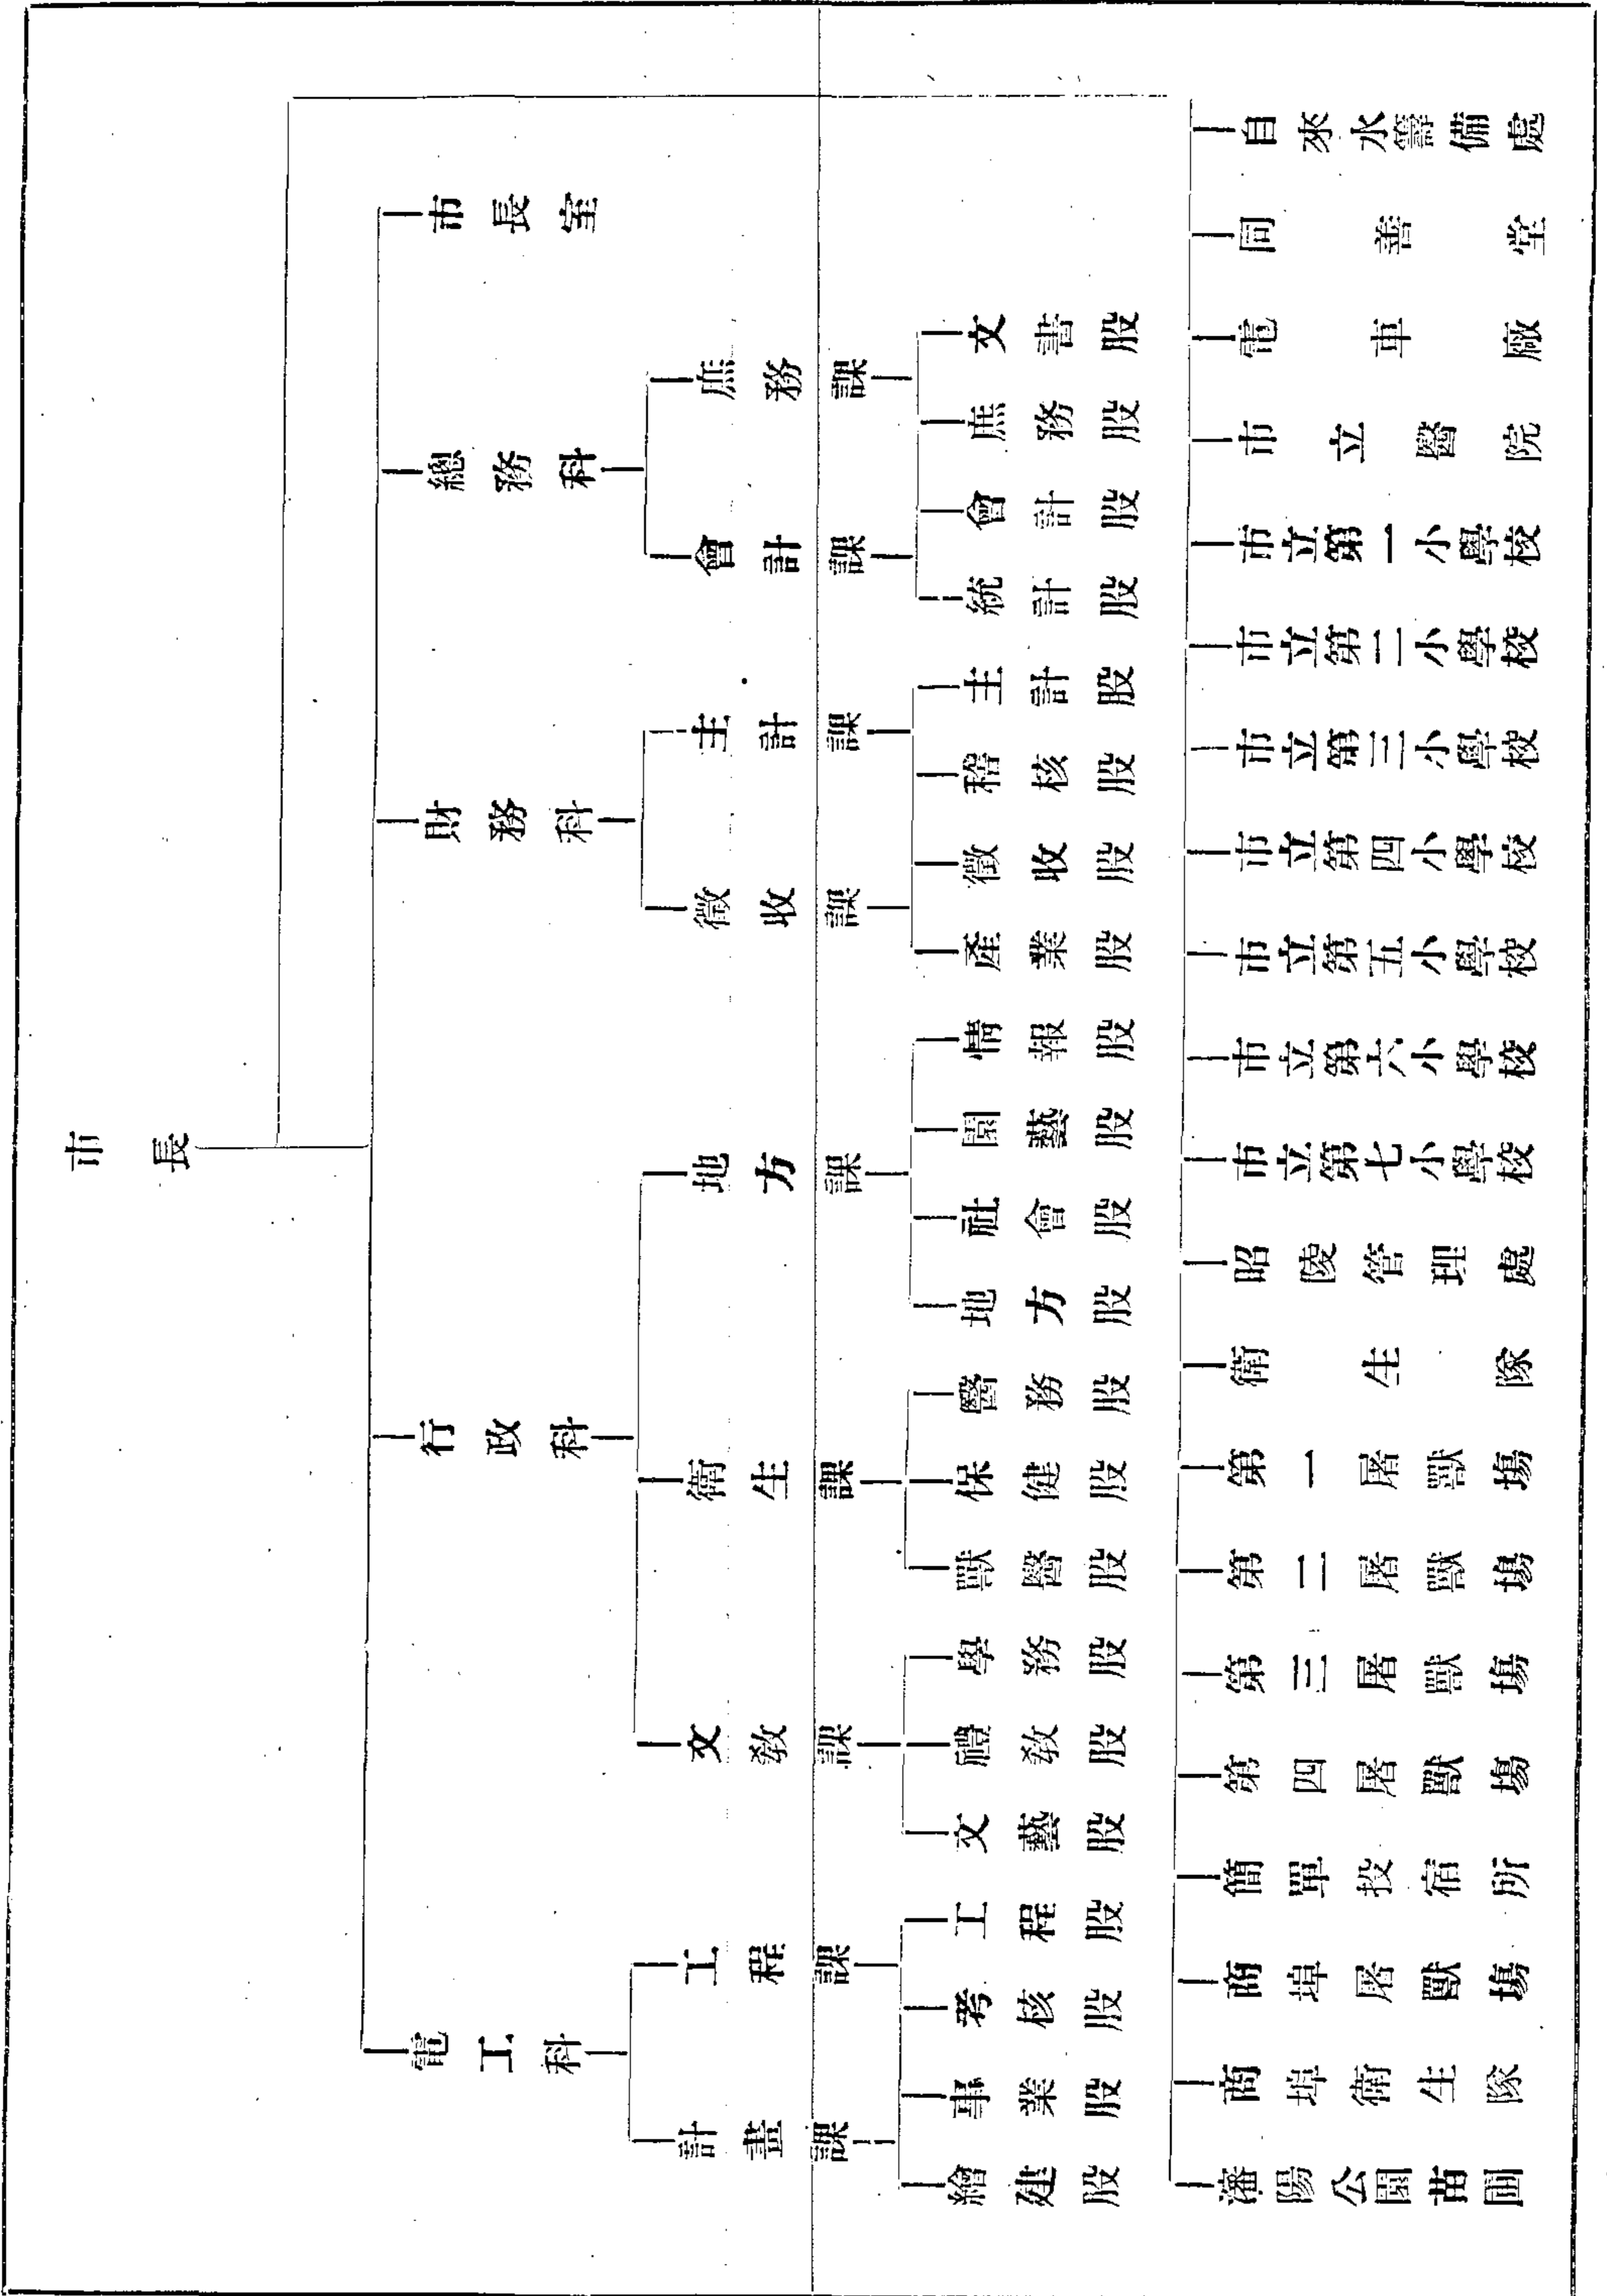 市長
市長室
總務科
財務科
行政科
電工科
庶務課
會計課
主計課
徵收課
地方課
衛生課
文教課
工程課
計畫課
文書股
庶務股
會計股
統計股
主計股
稽核股
徵收股
產業股
情報股
園藝股
社會股
地方股
醫務股
保健股
獸醫股
學務股
禮教股
文藝股
工程股
考核股
事業股
繪建股
自來水籌備處
同善堂
電車廠
市立醫院
市立第一小學校
市立第二小學校
市立第三小學校
市立第四小學校
市立第五小學校
市立第六小學校
市立第七小學校
昭陵管理處
衛生隊
第一屠獸塲
第二屠獸塲
第三屠獸塲
第四屠獸塲
簡單投宿所
商埠屠獸塲
商埠衛生隊
瀋陽公園苗圃